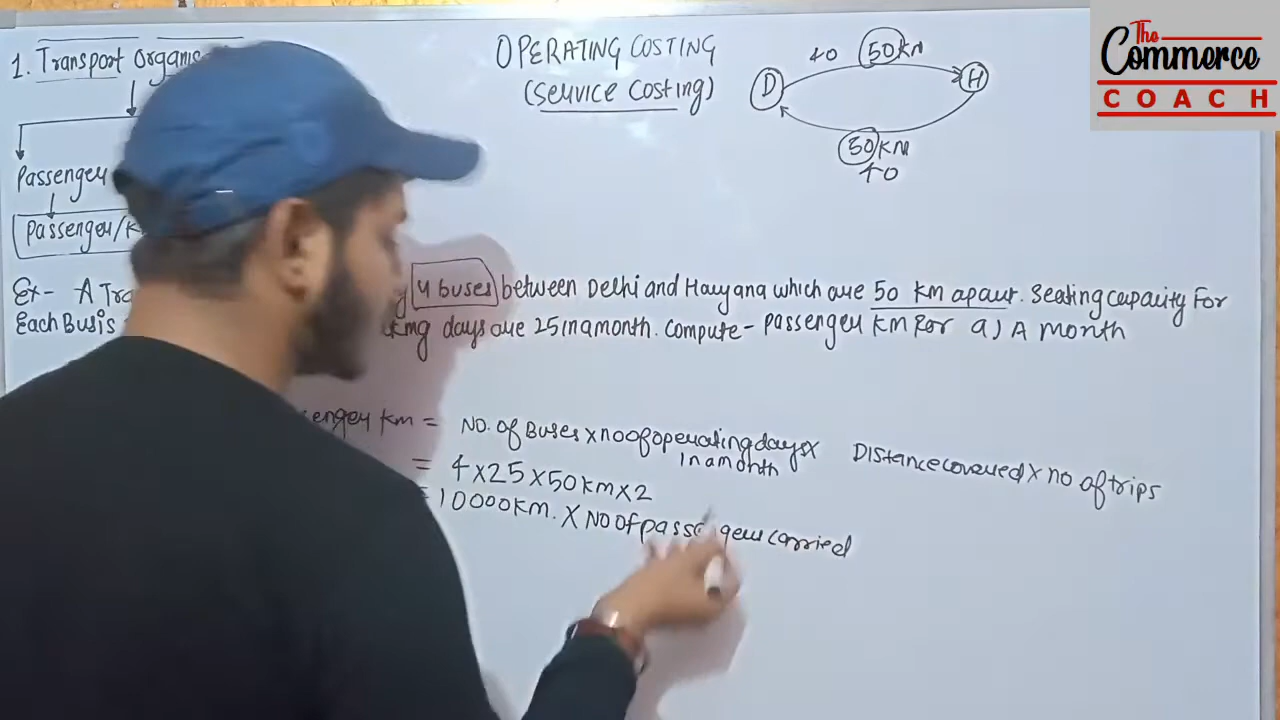 1. Transport Organis
OPERATING COSTING
(Service Costing)
40 50KM
D H
50KM
40
The
Commerce
COACH
Passenger
Passenger/K
Ex- A Tra 4 buses between Delhi and Haryana which are 50 KM apart. Seating capacity For
Each Bus is king days are 25 in a month. Compute - Passenger KM For a) A month
senger Km = NO. of Buses X no of operating days X Distance covered X no of trips
in a month
= 4 X 25 X 50 KM X 2
= 10000 KM. X NO of passengers carried